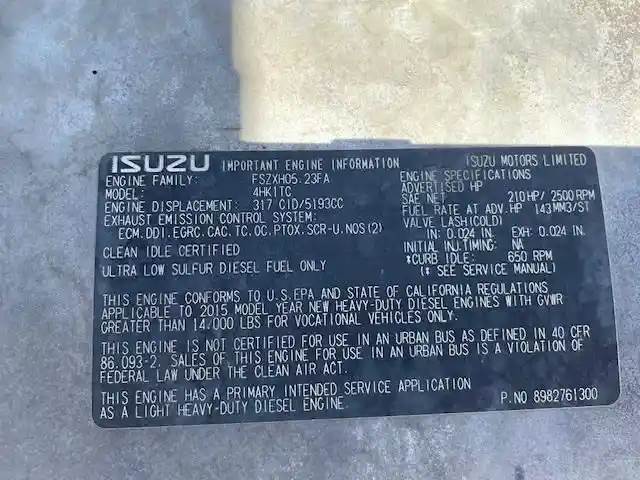 ISUZU IMPORTANT ENGINE INFORMATION ISUZU MOTORS LIMITED
ENGINE FAMILY: FSZXH05.23FA
MODEL: 4HK1TC
ENGINE DISPLACEMENT: 317 CID/5193CC
EXHAUST EMISSION CONTROL SYSTEM:
ECM,DDI,EGRC,CAC,TC,OC,PTOX,SCR-U,NOS(2)
CLEAN IDLE CERTIFIED
ULTRA LOW SULFUR DIESEL FUEL ONLY
ENGINE SPECIFICATIONS
ADVERTISED HP
SAE NET 210HP/2500RPM
FUEL RATE AT ADV.HP 143MM3/ST
VALVE LASH(COLD)
IN: 0.024 IN. EXH: 0.024 IN.
INITIAL INJ.TIMING: NA
*CURB IDLE: 650 RPM
(* SEE SERVICE MANUAL)
THIS ENGINE CONFORMS TO U.S.EPA AND STATE OF CALIFORNIA REGULATIONS
APPLICABLE TO 2015 MODEL YEAR NEW HEAVY-DUTY DIESEL ENGINES WITH GVWR
GREATER THAN 14,000 LBS FOR VOCATIONAL VEHICLES ONLY.
THIS ENGINE IS NOT CERTIFIED FOR USE IN AN URBAN BUS AS DEFINED IN 40 CFR
86.093-2. SALES OF THIS ENGINE FOR USE IN AN URBAN BUS IS A VIOLATION OF
FEDERAL LAW UNDER THE CLEAN AIR ACT.
THIS ENGINE HAS A PRIMARY INTENDED SERVICE APPLICATION
AS A LIGHT HEAVY-DUTY DIESEL ENGINE.
P.NO 8982761300